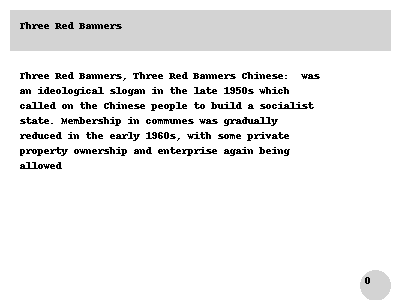 Three Red Banners
Three Red Banners, Three Red Banners Chinese:  was
an ideological slogan in the late 1950s which
called on the Chinese people to build a socialist
state. Membership in communes was gradually
reduced in the early 1960s, with some private
property ownership and enterprise again being
allowed
0